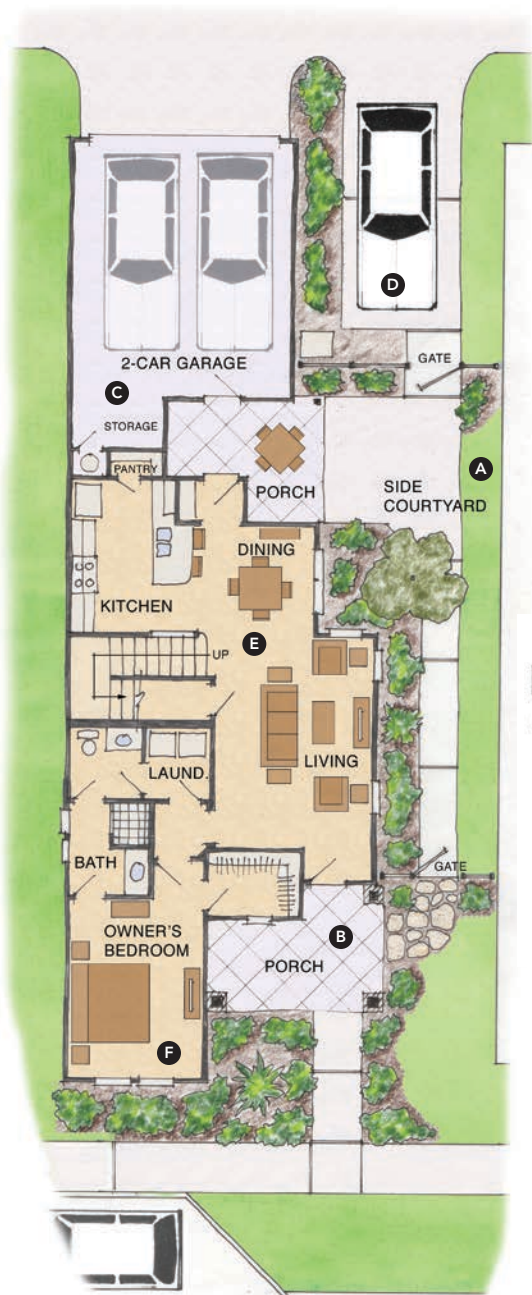 D
2-CAR GARAGE
GATE
C
STORAGE
A
PANTRY
SIDE
COURTYARD
PORCH
DINING
KITCHEN
E
UP
LIVING
LAUND.
GATE
BATH
OWNER'S
BEDROOM
B
PORCH
F